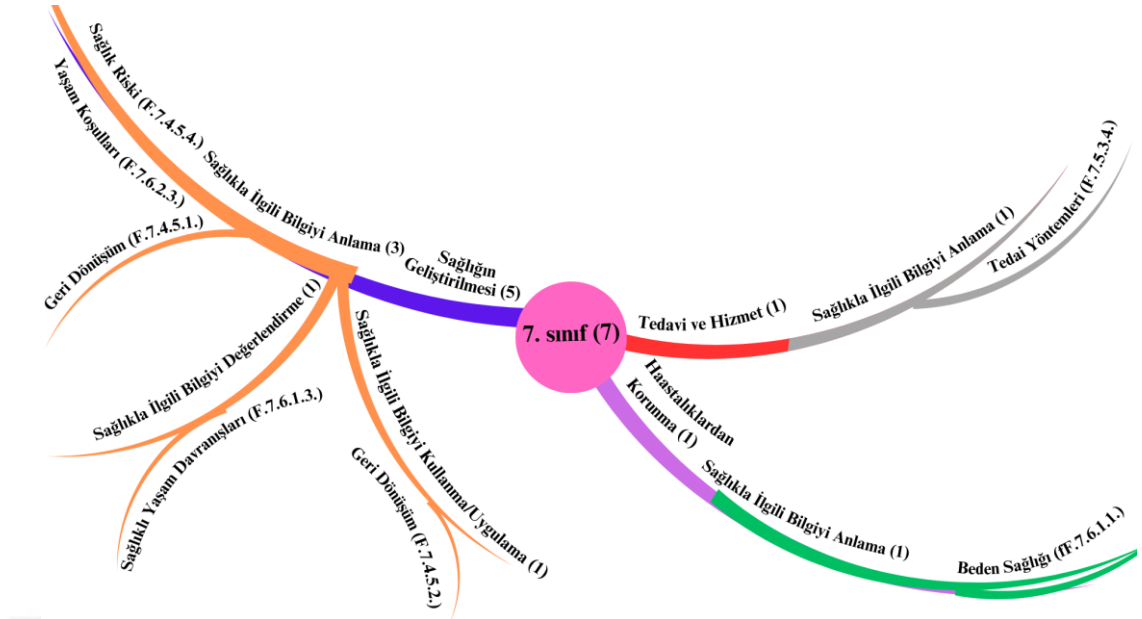 Sağlık Riski (F.7.4.5.4.)
Yaşam Koşulları (F.7.6.2.3.)
Sağlıkla İlgili Bilgiyi Anlama (3)
Geri Dönüşüm (F.7.4.5.1.)
Sağlığın
Geliştirilmesi (5)
Sağlıkla İlgili Bilgiyi Değerlendirme (1)
Sağlıklı Yaşam Davranışları (F.7.6.1.3.)
Sağlıkla İlgili Bilgiyi Kullanma/Uygulama (1)
Geri Dönüşüm (F.7.4.5.2.)
7. sınıf (7)
Tedavi ve Hizmet (1)
Sağlıkla İlgili Bilgiyi Anlama (1)
Tedai Yöntemleri (F.7.5.3.4.)
Haastalıklardan
Korunma (1)
Sağlıkla İlgili Bilgiyi Anlama (1)
Beden Sağlığı (fF.7.6.1.1.)